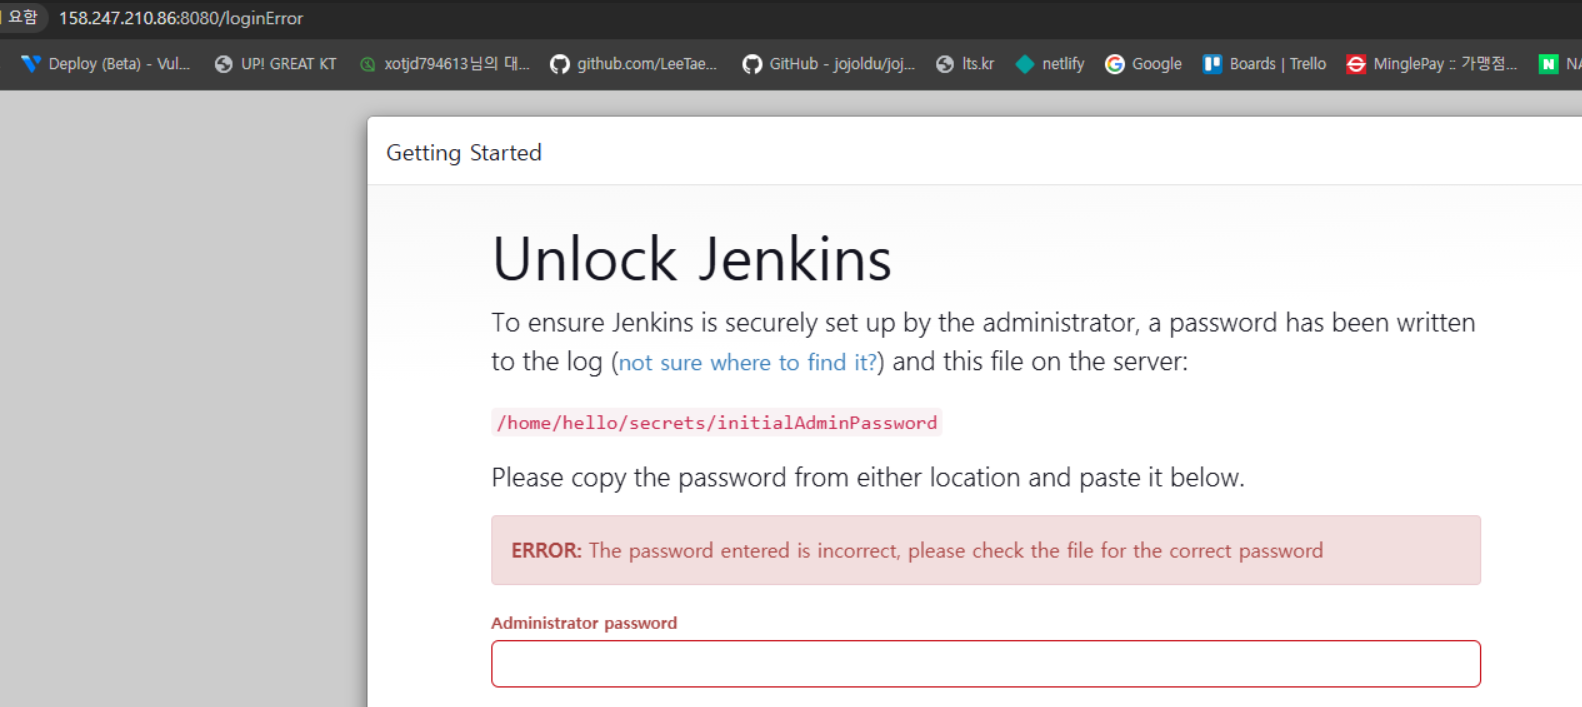 요함 158.247.210.86:8080/loginError
Deploy (Beta) - Vul... UP! GREAT KT xotjd794613님의 대... github.com/LeeTae... GitHub - jojoldu/joj... lts.kr netlify Google Boards | Trello MinglePay :: 가맹점... N NA
Getting Started
Unlock Jenkins
To ensure Jenkins is securely set up by the administrator, a password has been written
to the log (not sure where to find it?) and this file on the server:
/home/hello/secrets/initialAdminPassword
Please copy the password from either location and paste it below.
ERROR: The password entered is incorrect, please check the file for the correct password
Administrator password